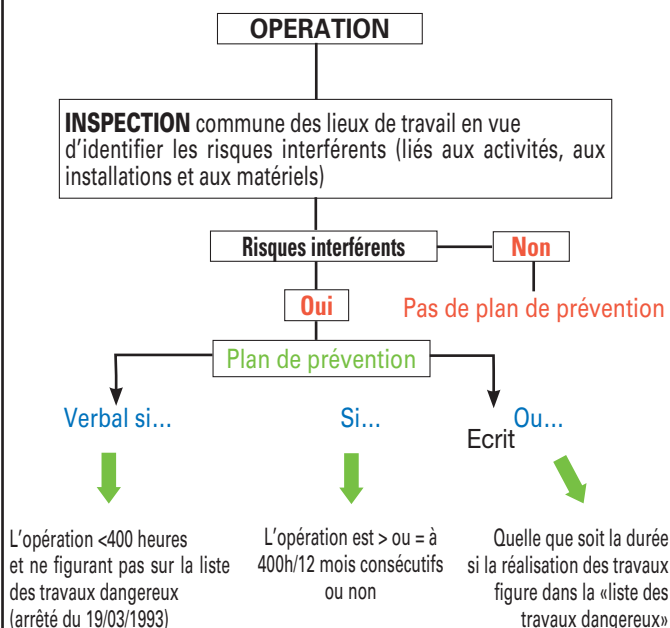 OPERATION
INSPECTION commune des lieux de travail en vue
d'identifier les risques interférents (liés aux activités, aux
installations et aux matériels)
Risques interférents
Non
Oui
Pas de plan de prévention
Plan de prévention
Verbal si...
Si...
Ou...
Ecrit
L'opération <400 heures
et ne figurant pas sur la liste
des travaux dangereux
(arrêté du 19/03/1993)
L'opération est > ou = à
400h/12 mois consécutifs
ou non
Quelle que soit la durée
si la réalisation des travaux
figure dans la «liste des
travaux dangereux»